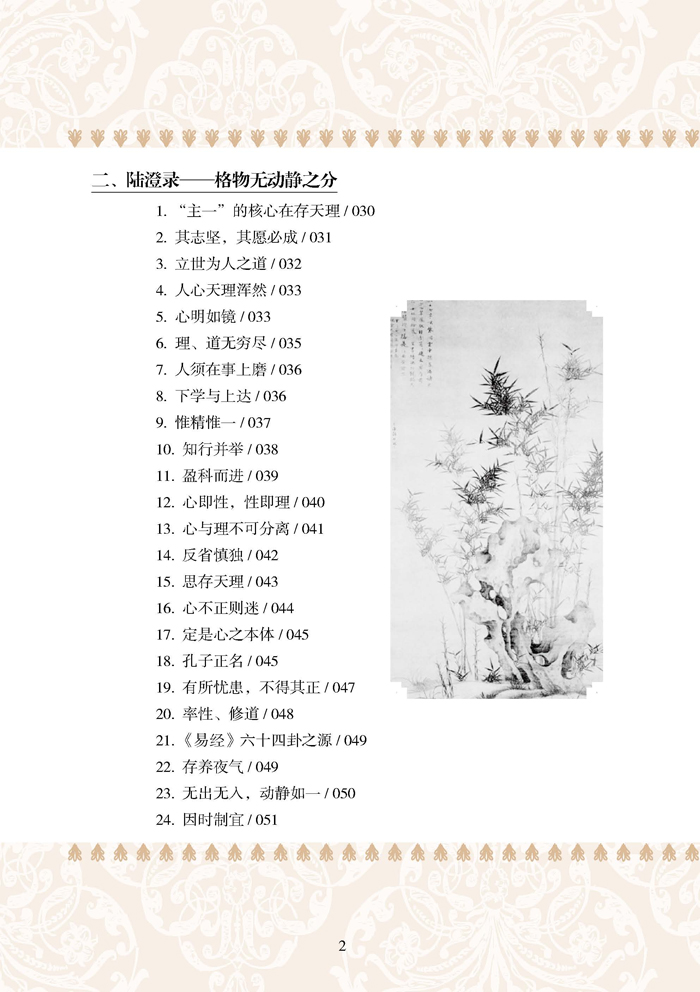 二、陆澄录——格物无动静之分
1. “主一”的核心在存天理 / 030
2. 其志坚，其愿必成 / 031
3. 立世为人之道 / 032
4. 人心天理浑然 / 033
5. 心明如镜 / 033
6. 理、道无穷尽 / 035
7. 人须在事上磨 / 036
8. 下学与上达 / 036
9. 惟精惟一 / 037
10. 知行并举 / 038
11. 盈科而进 / 039
12. 心即性，性即理 / 040
13. 心与理不可分离 / 041
14. 反省慎独 / 042
15. 思存天理 / 043
16. 心不正则迷 / 044
17. 定是心之本体 / 045
18. 孔子正名 / 045
19. 有所忧患，不得其正 / 047
20. 率性、修道 / 048
21.《易经》六十四卦之源 / 049
22. 存养夜气 / 049
23. 无出无入，动静如一 / 050
24. 因时制宜 / 051
2